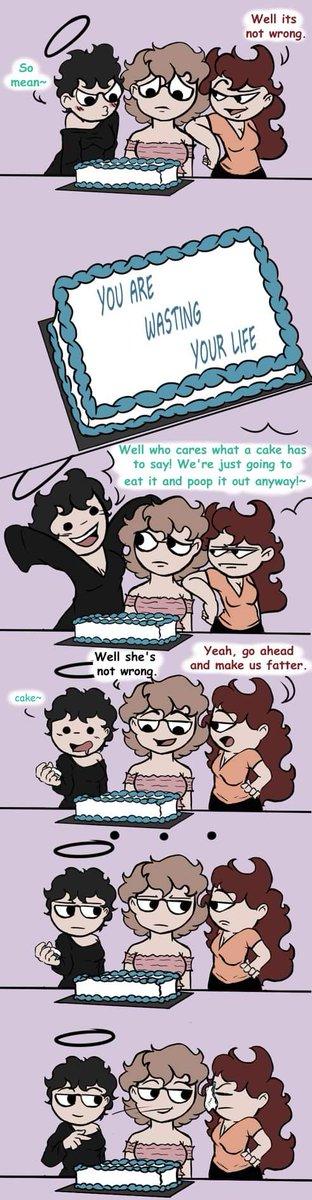 Well its
not wrong.
So
mean~
YOU ARE
WASTING
YOUR LIFE
Well who cares what a cake has
to say! We're just going to
eat it and poop it out anyway!~
Well she's
not wrong.
Yeah, go ahead
and make us fatter.
cake~
• • •